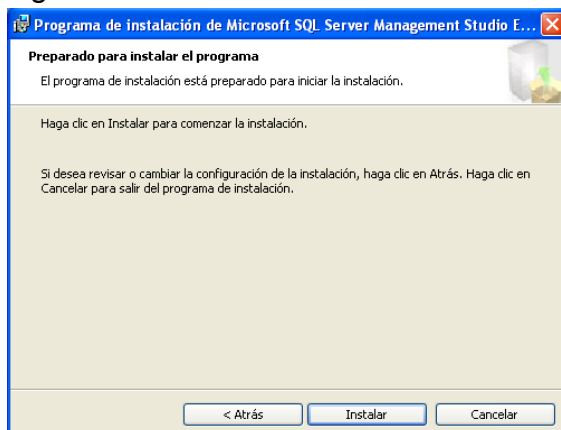 Programa de instalación de Microsoft SQL Server Management Studio E...
Preparado para instalar el programa
El programa de instalación está preparado para iniciar la instalación.
Haga clic en Instalar para comenzar la instalación.
Si desea revisar o cambiar la configuración de la instalación, haga clic en Atrás. Haga clic en
Cancelar para salir del programa de instalación.
< Atrás Instalar Cancelar